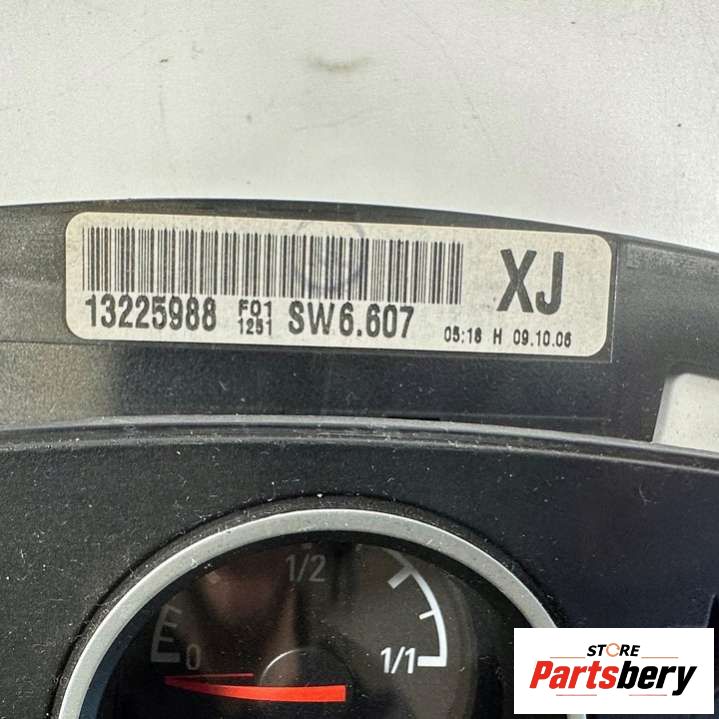 13225988 F01 1251 SW6.607 XJ
05:18 H 09.10.06
1/2
0
1/1
STORE
Partsbery